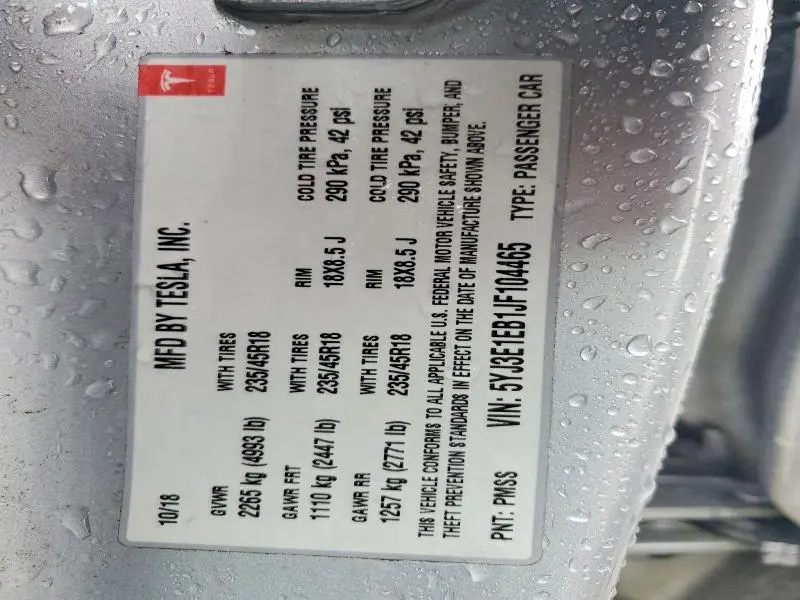 TESLA
10/18 MFD BY TESLA, INC.
GVWR WITH TIRES
2265 kg (4993 lb) 235/45R18
GAWR FRT WITH TIRES RIM COLD TIRE PRESSURE
1110 kg (2447 lb) 235/45R18 18X8.5 J 290 kPa, 42 psi
GAWR RR WITH TIRES RIM COLD TIRE PRESSURE
1257 kg (2771 lb) 235/45R18 18X8.5 J 290 kPa, 42 psi
THIS VEHICLE CONFORMS TO ALL APPLICABLE U.S. FEDERAL MOTOR VEHICLE SAFETY, BUMPER, AND
THEFT PREVENTION STANDARDS IN EFFECT ON THE DATE OF MANUFACTURE SHOWN ABOVE.
PNT: PMSS VIN: 5YJ3E1EB1JF104465 TYPE: PASSENGER CAR